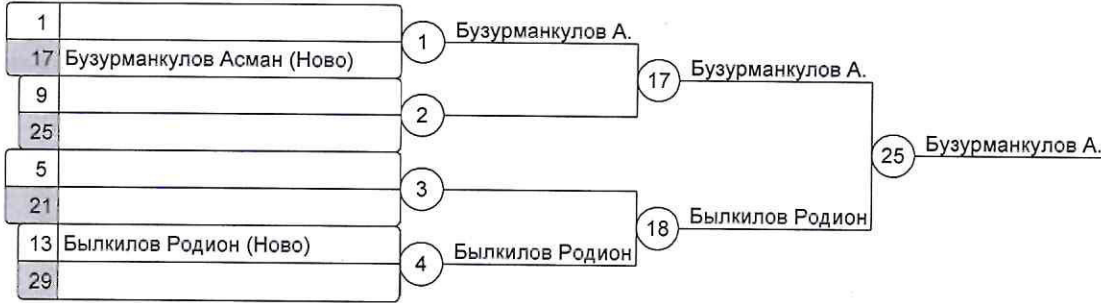 1
17 Бузурманкулов Асман (Ново)
1
Бузурманкулов А.
9
25
2
17
Бузурманкулов А.
5
21
3
25
Бузурманкулов А.
13 Былкилов Родион (Ново)
29
4
Былкилов Родион
18
Былкилов Родион